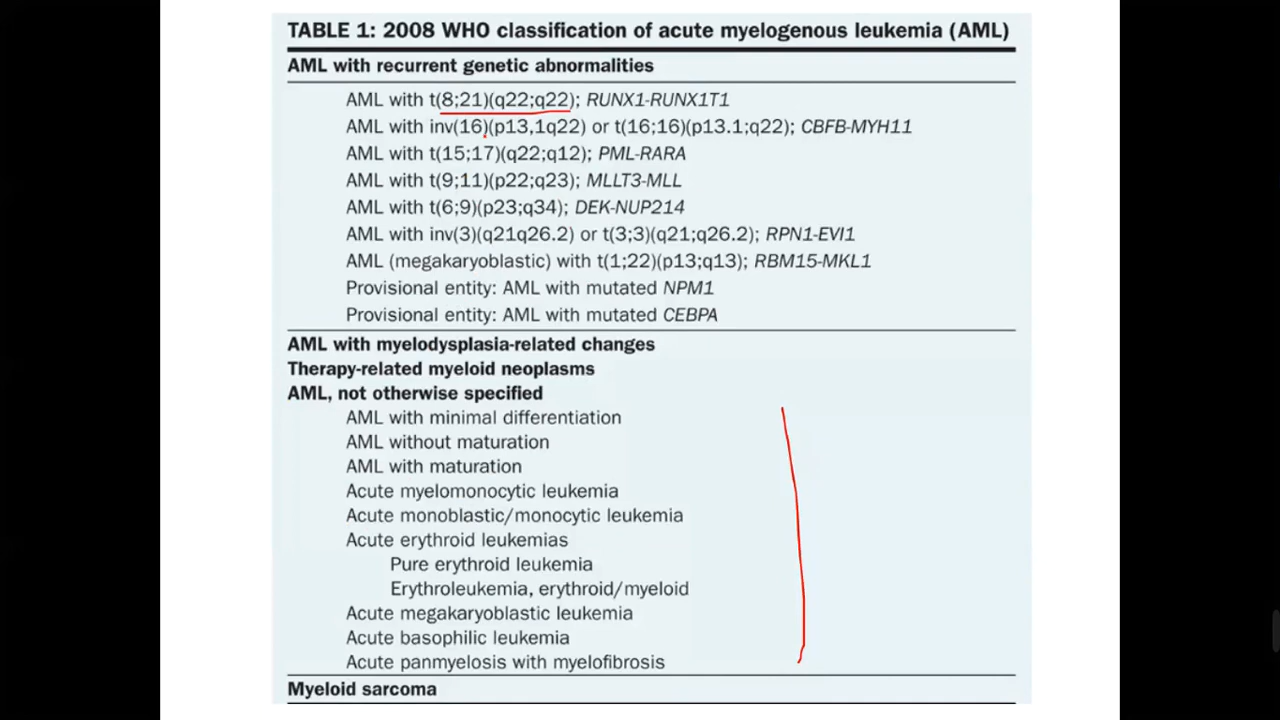 TABLE 1: 2008 WHO classification of acute myelogenous leukemia (AML)
AML with recurrent genetic abnormalities
AML with t(8;21)(q22;q22); RUNX1-RUNX1T1
AML with inv(16)(p13,1q22) or t(16;16)(p13.1;q22); CBFB-MYH11
AML with t(15;17)(q22;q12); PML-RARA
AML with t(9;11)(p22;q23); MLLT3-MLL
AML with t(6;9)(p23;q34); DEK-NUP214
AML with inv(3)(q21q26.2) or t(3;3)(q21;q26.2); RPN1-EVI1
AML (megakaryoblastic) with t(1;22)(p13;q13); RBM15-MKL1
Provisional entity: AML with mutated NPM1
Provisional entity: AML with mutated CEBPA
AML with myelodysplasia-related changes
Therapy-related myeloid neoplasms
AML, not otherwise specified
AML with minimal differentiation
AML without maturation
AML with maturation
Acute myelomonocytic leukemia
Acute monoblastic/monocytic leukemia
Acute erythroid leukemias
Pure erythroid leukemia
Erythroleukemia, erythroid/myeloid
Acute megakaryoblastic leukemia
Acute basophilic leukemia
Acute panmyelosis with myelofibrosis
Myeloid sarcoma